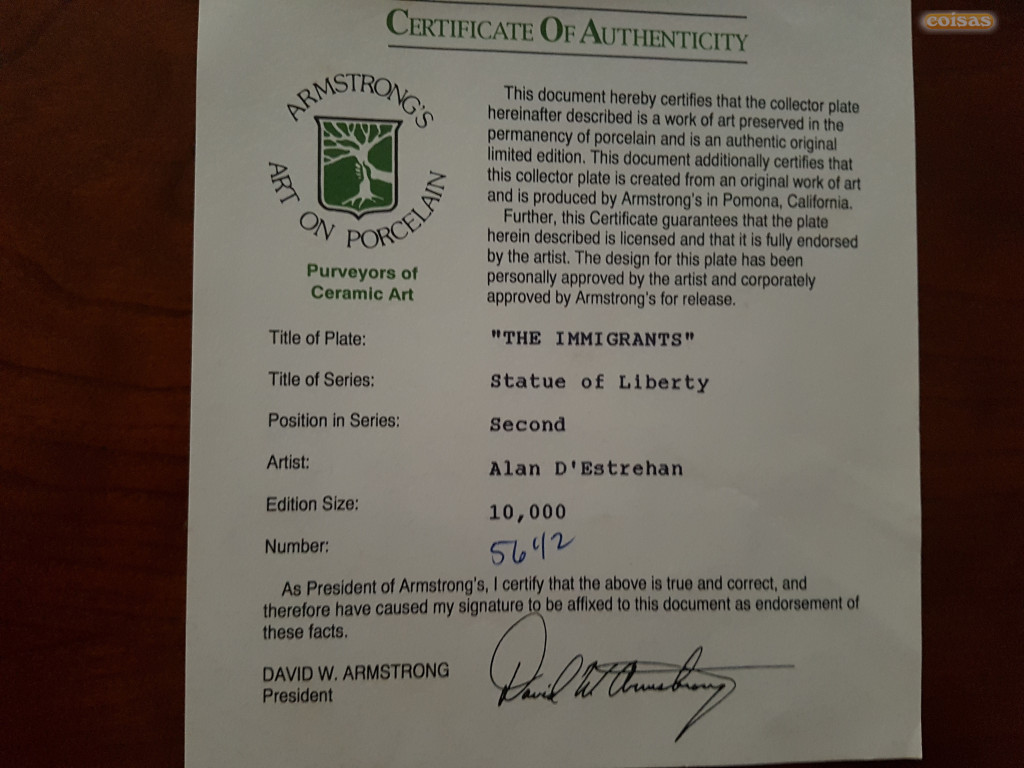 CERTIFICATE OF AUTHENTICITY
coisas
ARMSTRONG'S
ART ON PORCELAIN
Purveyors of
Ceramic Art
This document hereby certifies that the collector plate
hereinafter described is a work of art preserved in the
permanency of porcelain and is an authentic original
limited edition. This document additionally certifies that
this collector plate is created from an original work of art
and is produced by Armstrong's in Pomona, California.
Further, this Certificate guarantees that the plate
herein described is licensed and that it is fully endorsed
by the artist. The design for this plate has been
personally approved by the artist and corporately
approved by Armstrong's for release.
Title of Plate: "THE IMMIGRANTS"
Title of Series: Statue of Liberty
Position in Series: Second
Artist: Alan D'Estrehan
Edition Size: 10,000
Number: 5642
As President of Armstrong's, I certify that the above is true and correct, and
therefore have caused my signature to be affixed to this document as endorsement of
these facts.
DAVID W. ARMSTRONG
President
David W Armstrong